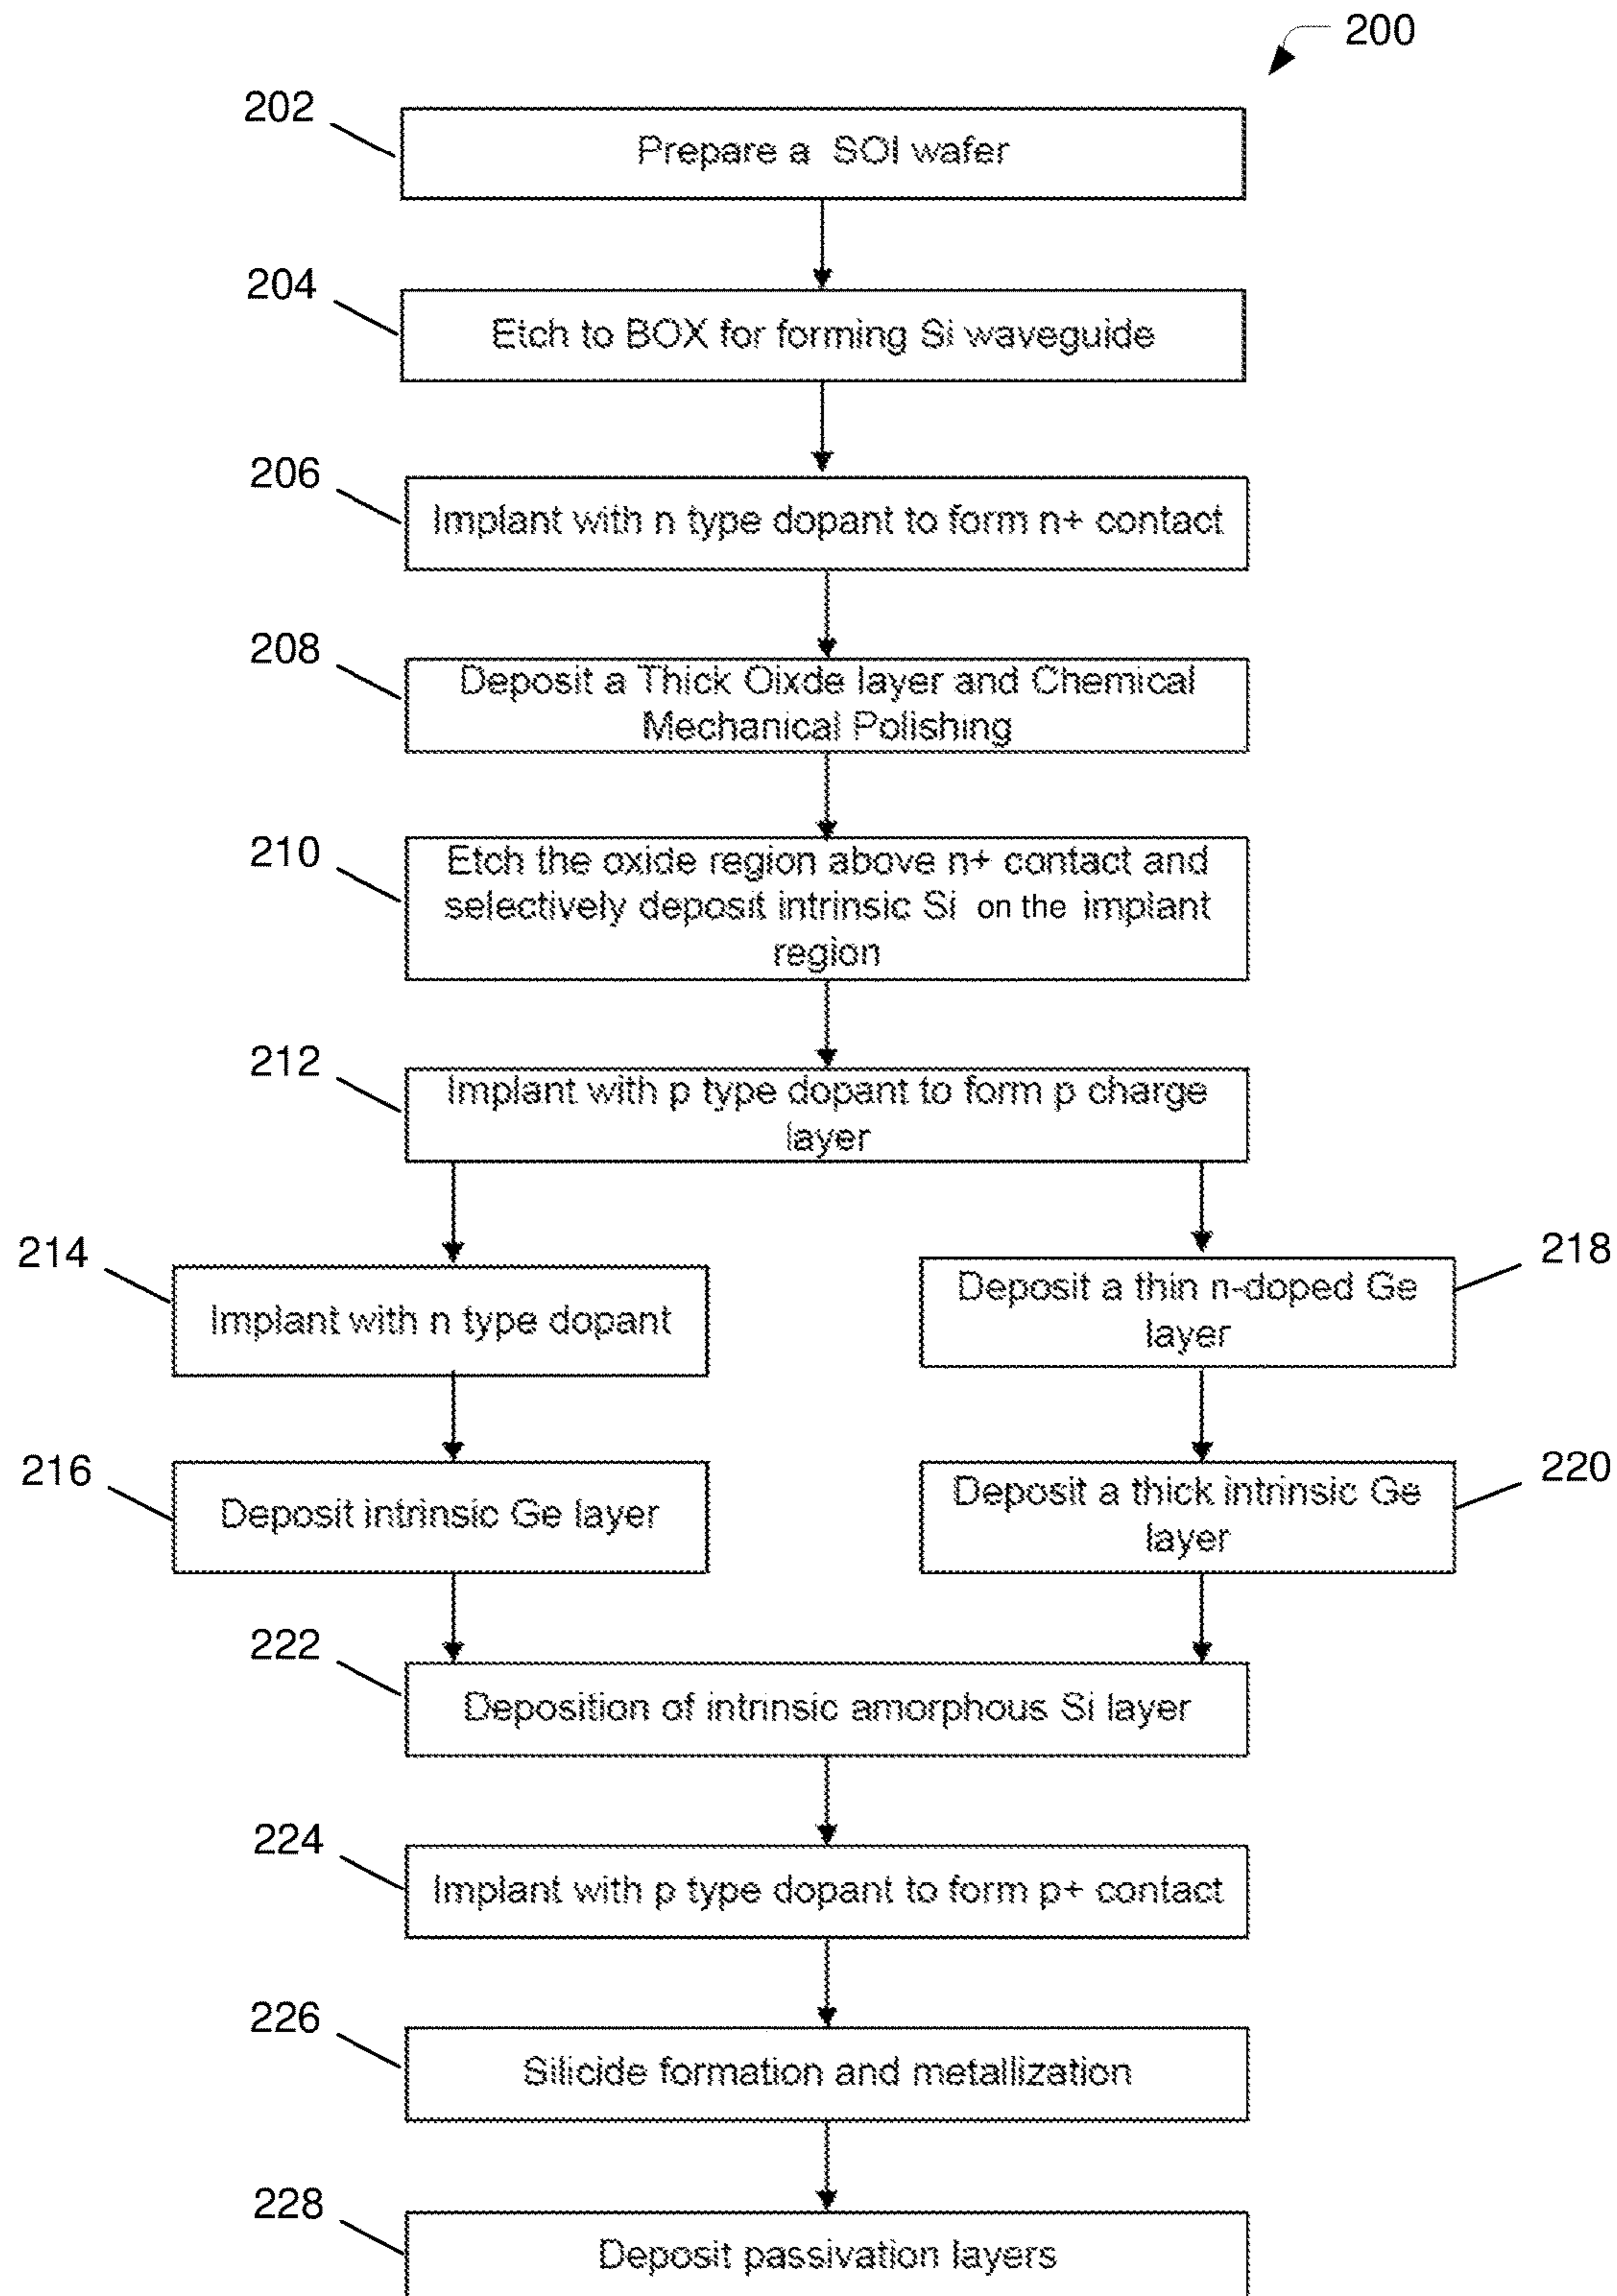 200
202
Prepare a SOI wafer
204
Etch to BOX for forming Si waveguide
206
Implant with n type dopant to form n+ contact
208
Deposit a Thick Oixde layer and Chemical
Mechanical Polishing
210
Etch the oxide region above n+ contact and
selectively deposit intrinsic Si on the implant
region
212
Implant with p type dopant to form p charge
layer
214
Implant with n type dopant
218
Deposit a thin n-doped Ge
layer
216
Deposit intrinsic Ge layer
220
Deposit a thick intrinsic Ge
layer
222
Deposition of intrinsic amorphous Si layer
224
Implant with p type dopant to form p+ contact
226
Silicide formation and metallization
228
Deposit passivation layers